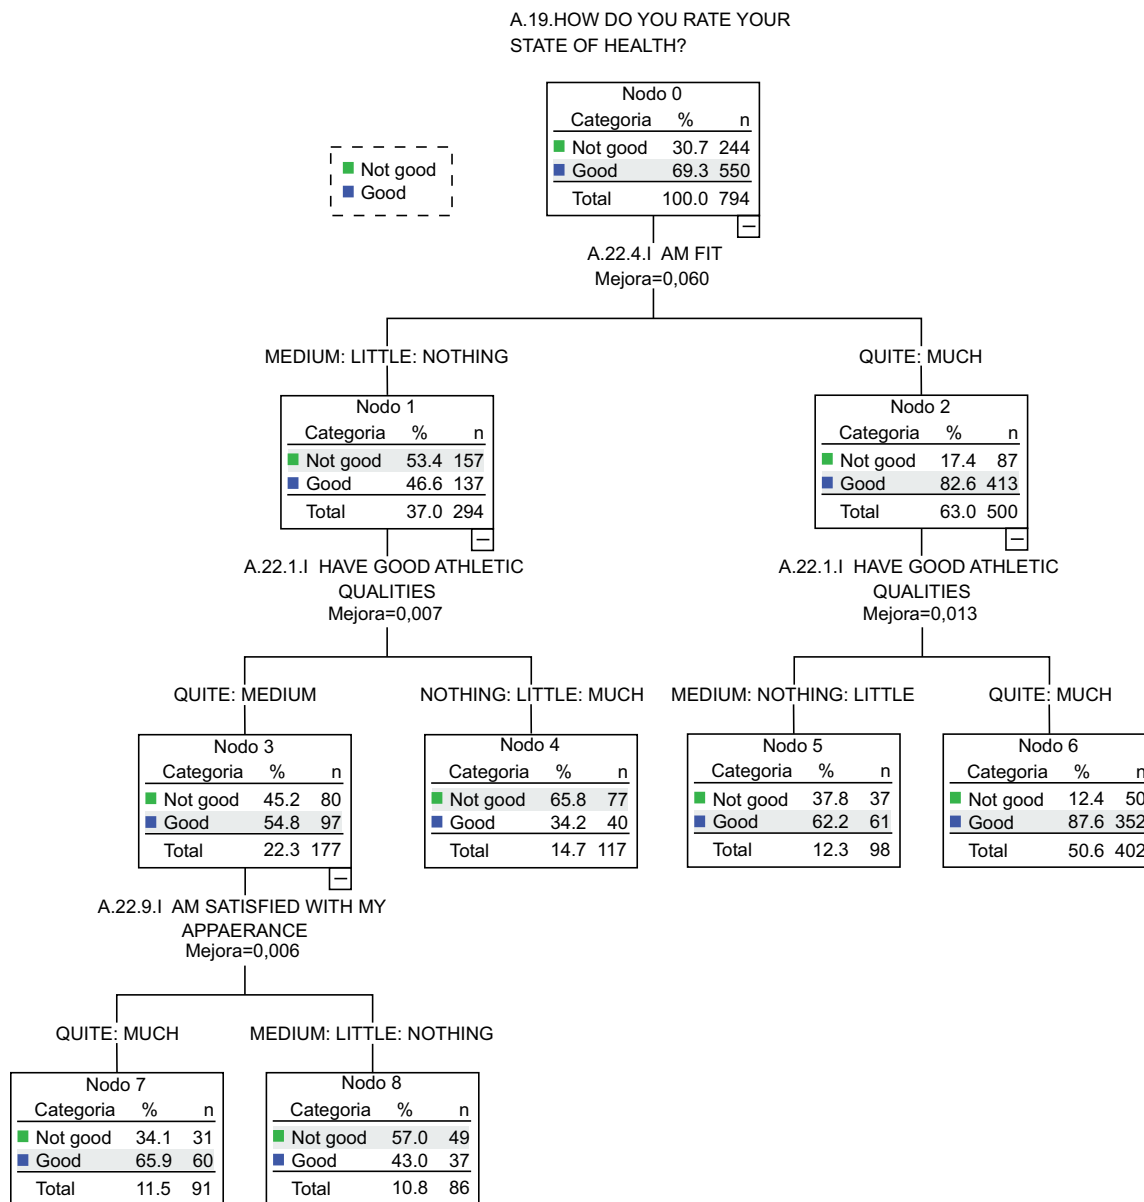 A.19.HOW DO YOU RATE YOUR
STATE OF HEALTH?
Not good
Good
Nodo 0
Categoria % n
Not good 30.7 244
Good 69.3 550
Total 100.0 794
A.22.4.I AM FIT
Mejora=0,060
MEDIUM: LITTLE: NOTHING
QUITE: MUCH
Nodo 1
Categoria % n
Not good 53.4 157
Good 46.6 137
Total 37.0 294
Nodo 2
Categoria % n
Not good 17.4 87
Good 82.6 413
Total 63.0 500
A.22.1.I HAVE GOOD ATHLETIC
QUALITIES
Mejora=0,007
A.22.1.I HAVE GOOD ATHLETIC
QUALITIES
Mejora=0,013
QUITE: MEDIUM
NOTHING: LITTLE: MUCH
MEDIUM: NOTHING: LITTLE
QUITE: MUCH
Nodo 3
Categoria % n
Not good 45.2 80
Good 54.8 97
Total 22.3 177
Nodo 4
Categoria % n
Not good 65.8 77
Good 34.2 40
Total 14.7 117
Nodo 5
Categoria % n
Not good 37.8 37
Good 62.2 61
Total 12.3 98
Nodo 6
Categoria % n
Not good 12.4 50
Good 87.6 352
Total 50.6 402
A.22.9.I AM SATISFIED WITH MY
APPAERANCE
Mejora=0,006
QUITE: MUCH
MEDIUM: LITTLE: NOTHING
Nodo 7
Categoria % n
Not good 34.1 31
Good 65.9 60
Total 11.5 91
Nodo 8
Categoria % n
Not good 57.0 49
Good 43.0 37
Total 10.8 86